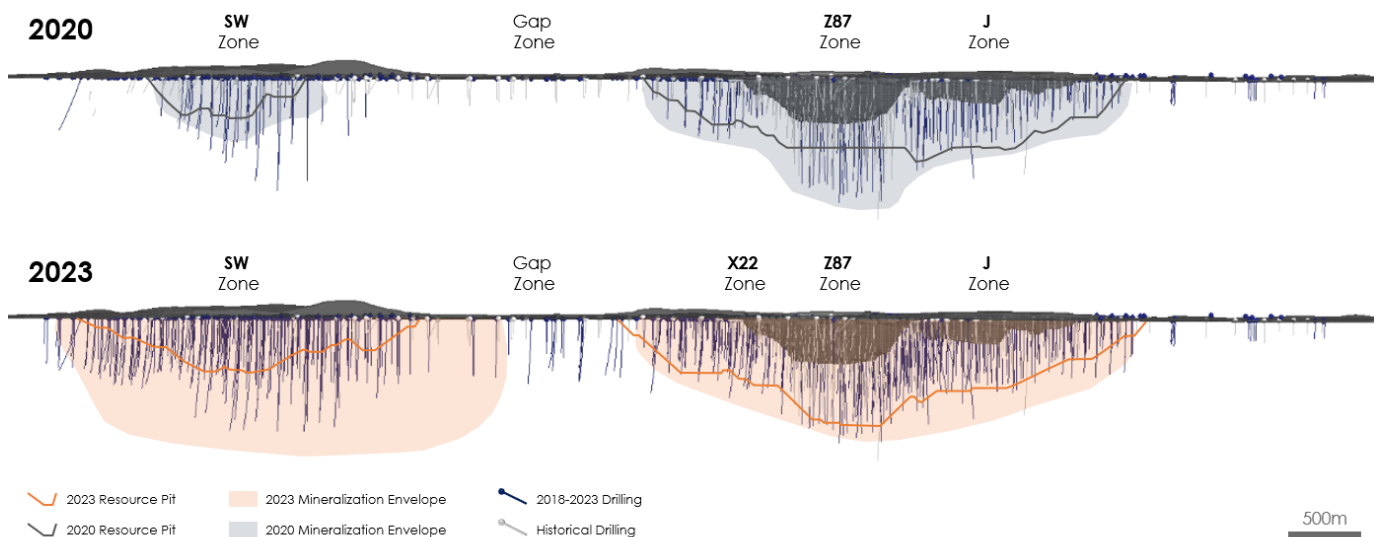 2020
SW
Zone
Gap
Zone
Z87
Zone
J
Zone
2023
SW
Zone
Gap
Zone
X22
Zone
Z87
Zone
J
Zone
2023 Resource Pit
2023 Mineralization Envelope
2018-2023 Drilling
2020 Resource Pit
2020 Mineralization Envelope
Historical Drilling
500m